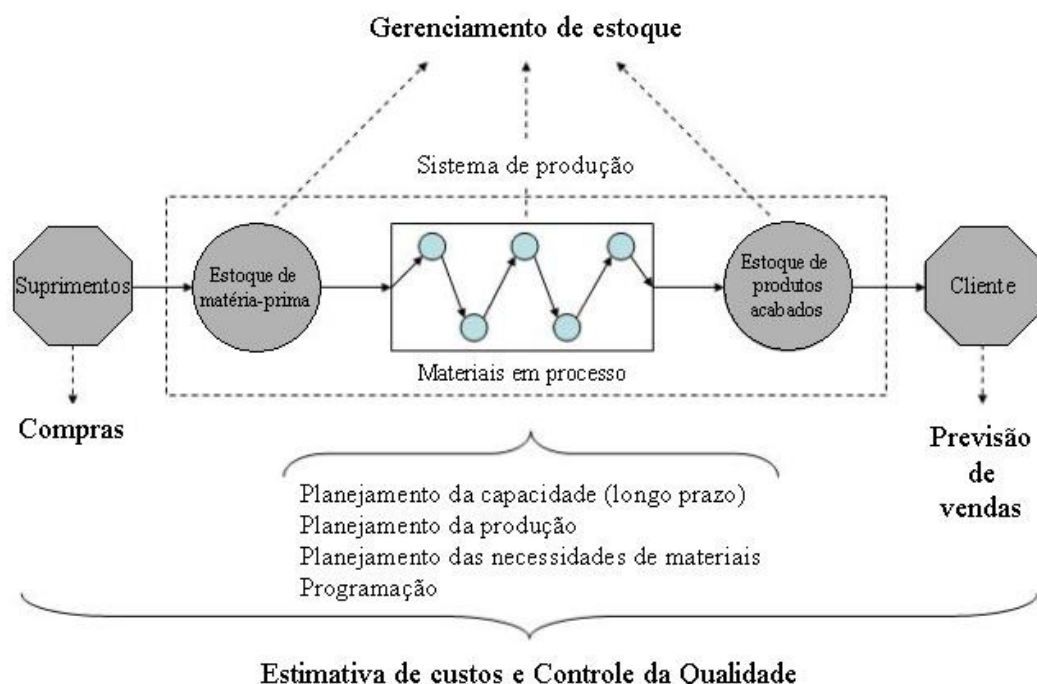 Gerenciamento de estoque
Sistema de produção
Suprimentos
Estoque de
matéria-prima
Estoque de
produtos
acabados
Cliente
Materiais em processo
Compras
Previsão
de
vendas
Planejamento da capacidade (longo prazo)
Planejamento da produção
Planejamento das necessidades de materiais
Programação
Estimativa de custos e Controle da Qualidade